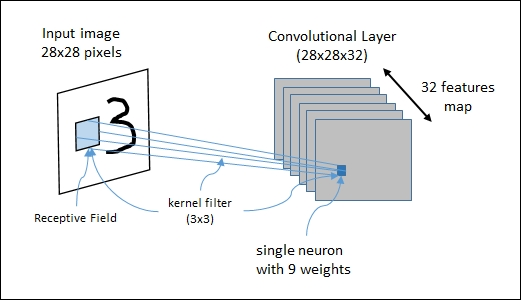 Input image
28x28 pixels
Convolutional Layer
(28x28x32)
32 features
map
3
Receptive Field
kernel filter
(3x3)
single neuron
with 9 weights